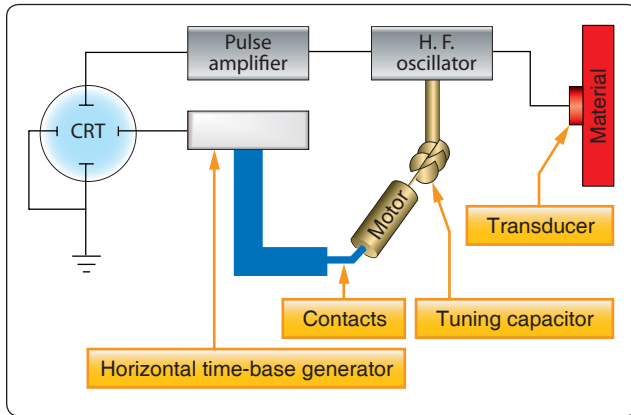 Pulse
amplifier
H. F.
oscillator
CRT
Material
Motor
Transducer
Contacts
Tuning capacitor
Horizontal time-base generator